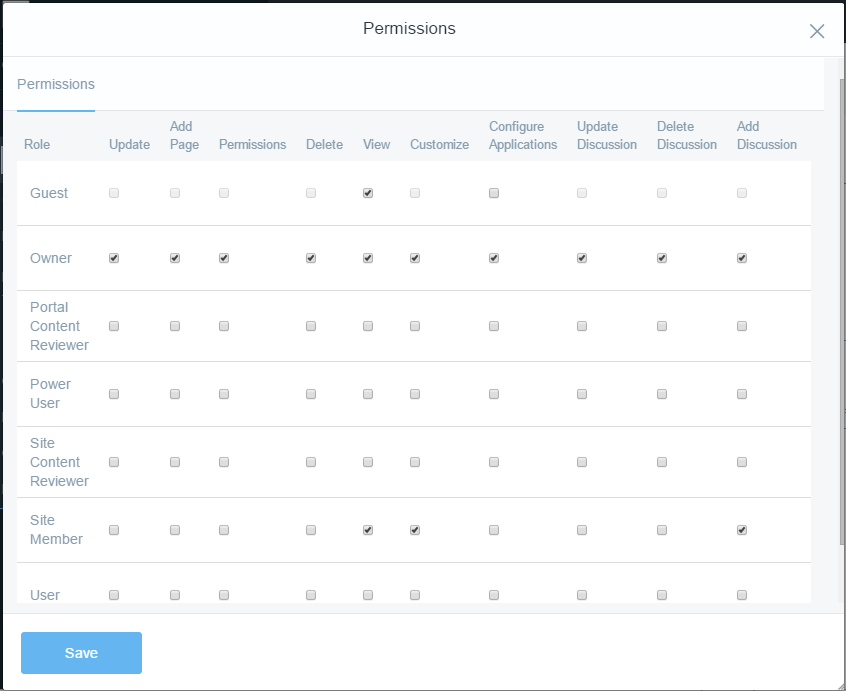 Permissions
Permissions
Role Update Add Page Permissions Delete View Customize Configure Applications Update Discussion Delete Discussion Add Discussion
Guest
Owner
Portal
Content
Reviewer
Power
User
Site
Content
Reviewer
Site
Member
User
Save